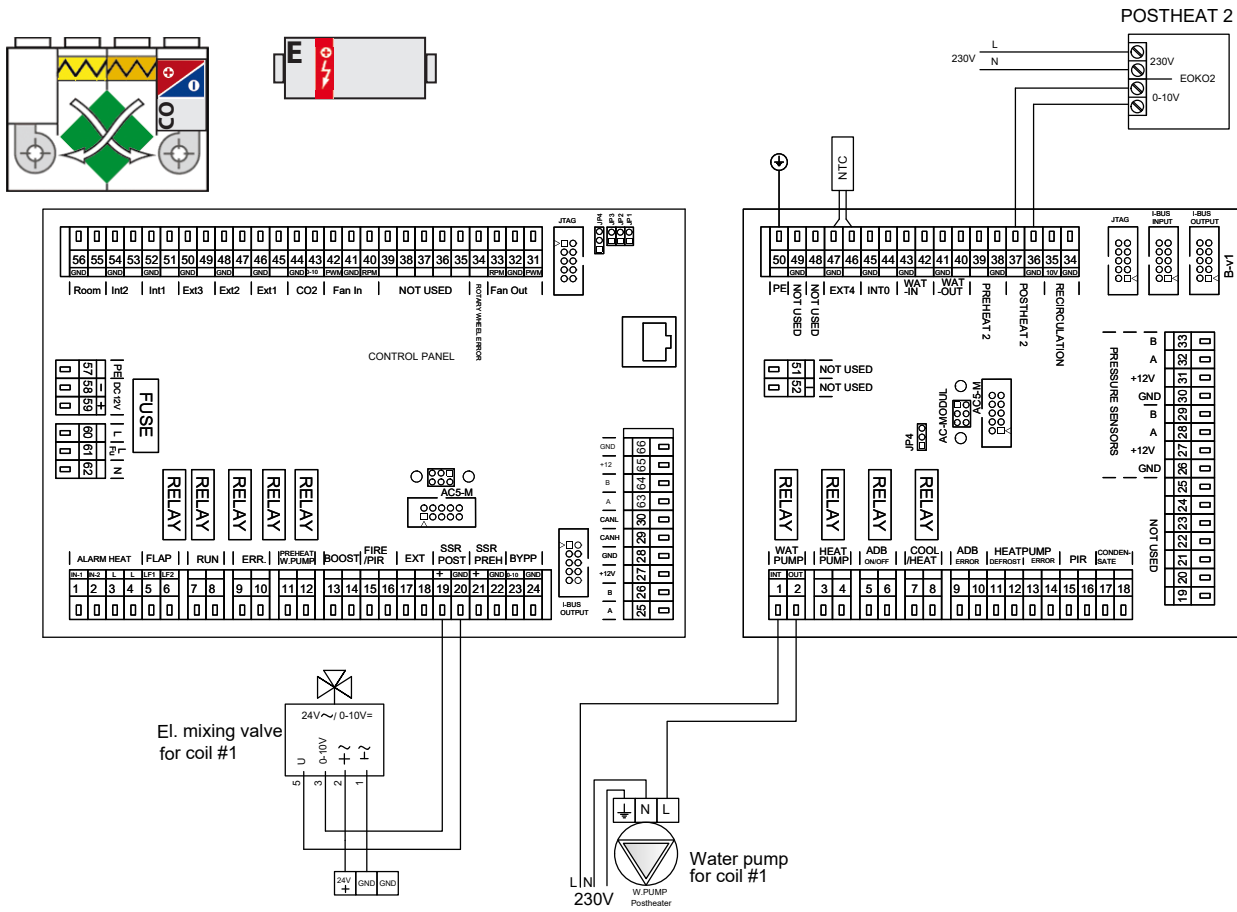 POSTHEAT 2
E
CO
L
230V
N
230V
EOKO2
0-10V
NTC
JTAG
JP4
JP3
JP2
JP1
56 55 54 53 52 51 50 49 48 47 46 45 44 43 42 41 40 39 38 37 36 35 34 33 32 31
GND GND GND GND GND GND GND 0-10 PWM GND RPM GND RPM GND PWM
Room Int2 Int1 Ext3 Ext2 Ext1 CO2 Fan In NOT USED ROTARY WHEEL ERROR Fan Out
CONTROL PANEL
57 PE
58 − DC 12V
59 +
60 L
61 L Fu
62 N
FUSE
RELAY RELAY RELAY RELAY RELAY
AC5-M
GND 66
+12 65
B 64
A 63
CANL 30
CANH 29
GND 28
+12V 27
B 26
A 25
I-BUS OUTPUT
ALARM HEAT FLAP RUN ERR. PREHEAT W.PUMP BOOST FIRE /PIR EXT SSR POST SSR PREH BYPP
IN-1 IN-2 L L LF1 LF2 + GND + GND 0-10 GND
1 2 3 4 5 6 7 8 9 10 11 12 13 14 15 16 17 18 19 20 21 22 23 24
JTAG
I-BUS INPUT
I-BUS OUTPUT
B-v1
50 49 48 47 46 45 44 43 42 41 40 39 38 37 36 35 34
GND GND GND GND GND GND GND 10V GND
PE NOT USED NOT USED EXT4 INT0 WAT -IN WAT -OUT PREHEAT 2 POSTHEAT 2 RECIRCULATION
51 NOT USED
52 NOT USED
AC-MODUL
AC5-M
JP4
PRESSURE SENSORS
B 33
A 32
+12V 31
GND 30
B 29
A 28
+12V 27
GND 26
25
24
23
22
21
20
19
NOT USED
RELAY RELAY RELAY RELAY
WAT PUMP HEAT PUMP ADB ON/OFF COOL /HEAT ADB ERROR HEATPUMP DEFROST ERROR PIR CONDEN- SATE
INT OUT
1 2 3 4 5 6 7 8 9 10 11 12 13 14 15 16 17 18
El. mixing valve
for coil #1
24V～/ 0-10V=
U 0-10V
5 3 2 1
24V + GND GND
N L
L N
230V
W.PUMP
Postheater
Water pump
for coil #1